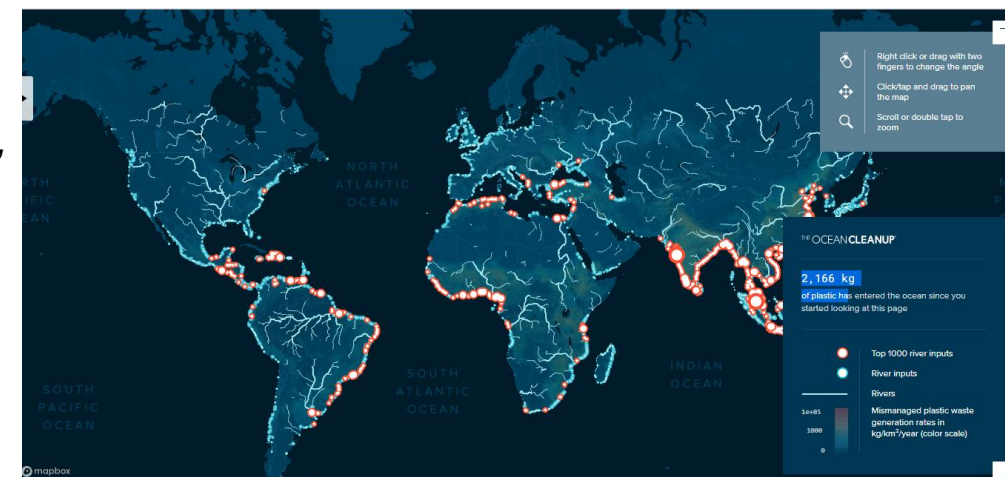 Right click or drag with two
fingers to change the angle
Click/tap and drag to pan
the map
Scroll or double tap to
zoom
NORTH
ATLANTIC
OCEAN
THE OCEAN CLEANUP
2,166 kg
of plastic has entered the ocean since you
started looking at this page
Top 1000 river inputs
River inputs
Rivers
1e+05
1000
0
Mismanaged plastic waste
generation rates in
kg/km²/year (color scale)
SOUTH
PACIFIC
OCEAN
SOUTH
ATLANTIC
OCEAN
INDIAN
OCEAN
mapbox